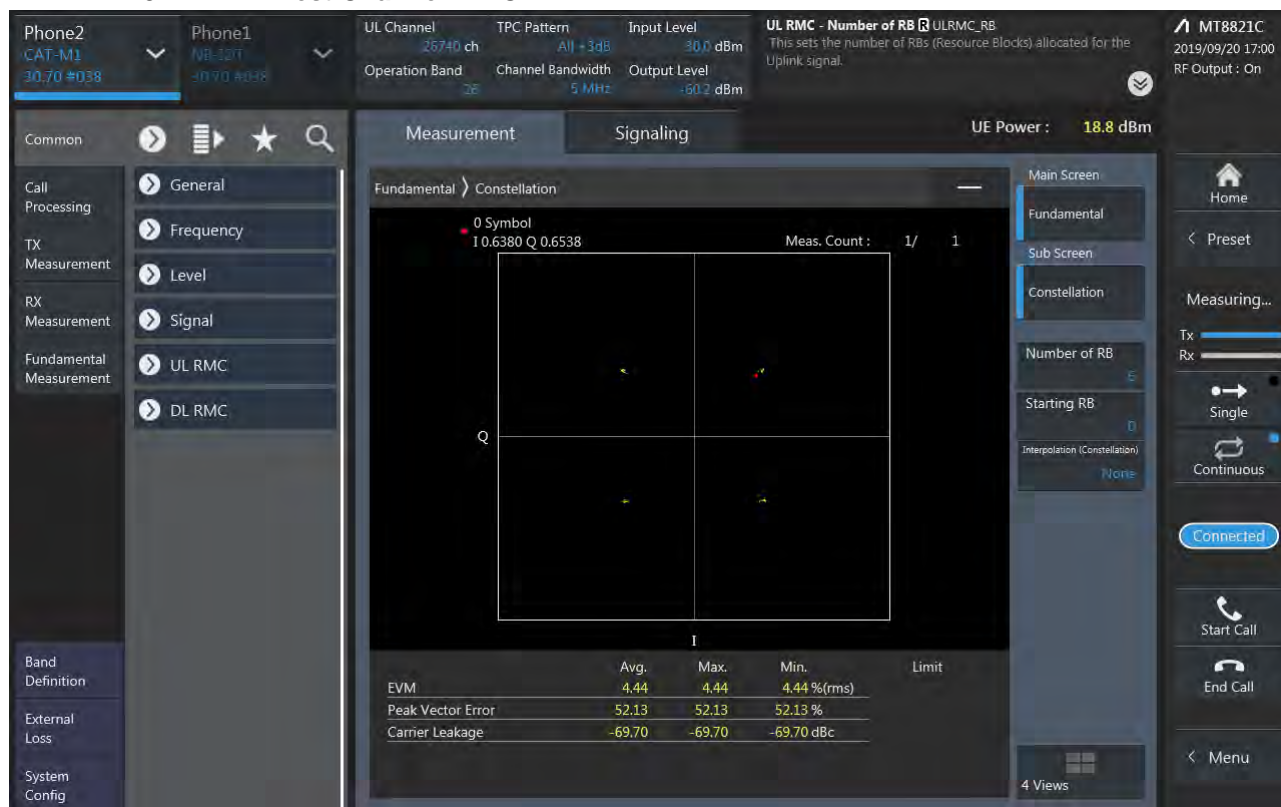 Phone2
CAT-M1
30.70 #038
Phone1
NB-IOT
30.70 #038
UL Channel
26740 ch
Operation Band
26
TPC Pattern
All +3dB
Channel Bandwidth
5 MHz
Input Level
30.0 dBm
Output Level
-60.2 dBm
UL RMC - Number of RB R ULRMC_RB
This sets the number of RBs (Resource Blocks) allocated for the
Uplink signal.
MT8821C
2019/09/20 17:00
RF Output : On
Common
Call
Processing
TX
Measurement
RX
Measurement
Fundamental
Measurement
Band
Definition
External
Loss
System
Config
General
Frequency
Level
Signal
UL RMC
DL RMC
Measurement
Signaling
UE Power : 18.8 dBm
Fundamental 〉 Constellation
0 Symbol
I 0.6380 Q 0.6538
Meas. Count : 1/ 1
Q
I
Avg. Max. Min. Limit
EVM 4.44 4.44 4.44 %(rms)
Peak Vector Error 52.13 52.13 52.13 %
Carrier Leakage -69.70 -69.70 -69.70 dBc
Main Screen
Fundamental
Sub Screen
Constellation
Number of RB
6
Starting RB
0
Interpolation (Constellation)
None
4 Views
Home
< Preset
Measuring...
Tx
Rx
Single
Continuous
Connected
Start Call
End Call
< Menu